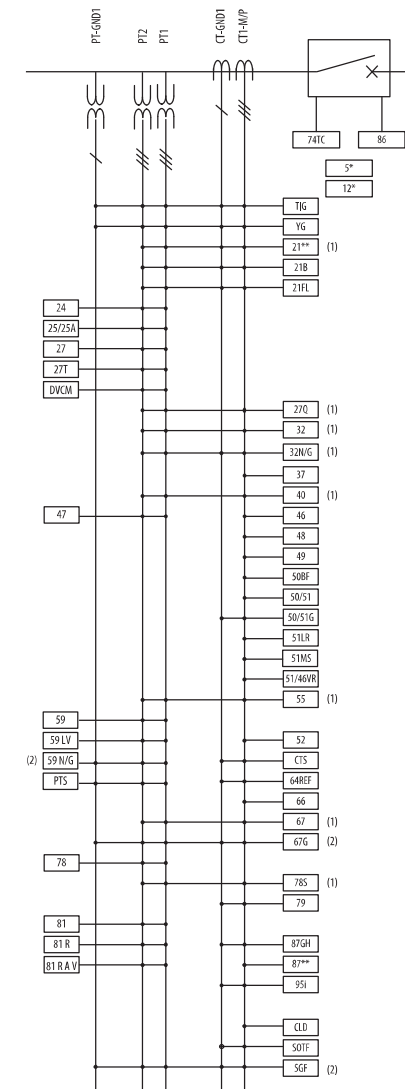 PT-GND1
PT2
PT1
CT-GND1
CT1-M/P
74TC
86
5*
12*
TJG
YG
21** (1)
21B
21FL
24
25/25A
27
27T
DVCM
27Q (1)
32 (1)
32N/G (1)
37
40 (1)
47
46
48
49
50BF
50/51
50/51G
51LR
51MS
51/46VR
55 (1)
59
59 LV
52
(2) 59 N/G
CTS
PTS
64REF
66
67 (1)
67G (2)
78
78S (1)
79
81
81 R
87GH
81 R A V
87**
95i
CLD
SOTF
SGF (2)